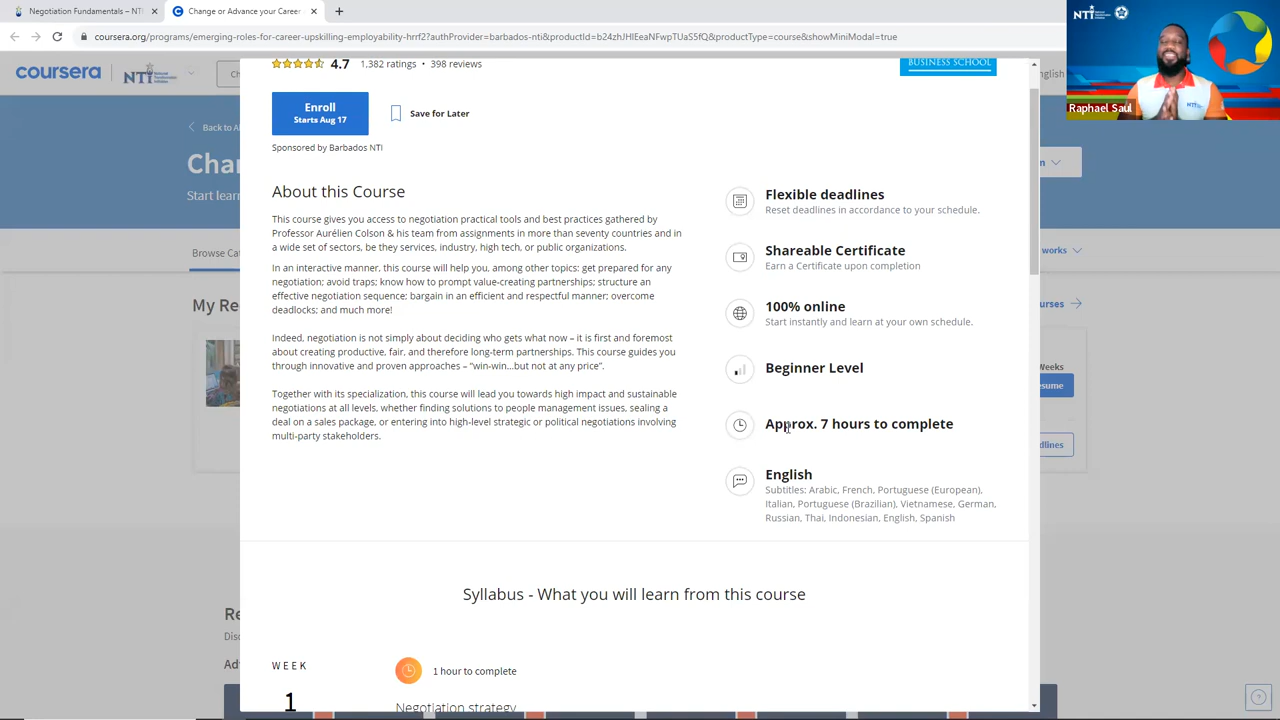 Negotiation Fundamentals – NTI
Change or Advance your Career
coursera.org/programs/emerging-roles-for-career-upskilling-employability-hrrf2?authProvider=barbados-nti&productId=b24zhJHIEeaNFwpTUaS5fQ&productType=course&showMiniModal=true
NTI
Raphael Saul
coursera
NTI
Ch
English
4.7 1,382 ratings • 398 reviews
BUSINESS SCHOOL
Enroll
Starts Aug 17
Save for Later
Back to A
Sponsored by Barbados NTI
Chan
Start learn
About this Course
This course gives you access to negotiation practical tools and best practices gathered by
Professor Aurélien Colson & his team from assignments in more than seventy countries and in
a wide set of sectors, be they services, industry, high tech, or public organizations.
In an interactive manner, this course will help you, among other topics: get prepared for any
negotiation; avoid traps; know how to prompt value-creating partnerships; structure an
effective negotiation sequence; bargain in an efficient and respectful manner; overcome
deadlocks; and much more!
Indeed, negotiation is not simply about deciding who gets what now – it is first and foremost
about creating productive, fair, and therefore long-term partnerships. This course guides you
through innovative and proven approaches – “win-win...but not at any price”.
Together with its specialization, this course will lead you towards high impact and sustainable
negotiations at all levels, whether finding solutions to people management issues, sealing a
deal on a sales package, or entering into high-level strategic or political negotiations involving
multi-party stakeholders.
Flexible deadlines
Reset deadlines in accordance to your schedule.
Shareable Certificate
Earn a Certificate upon completion
100% online
Start instantly and learn at your own schedule.
Beginner Level
Approx. 7 hours to complete
English
Subtitles: Arabic, French, Portuguese (European),
Italian, Portuguese (Brazilian), Vietnamese, German,
Russian, Thai, Indonesian, English, Spanish
Browse Cat
works
My Re
urses
Weeks
esume
dlines
Syllabus - What you will learn from this course
Re
Disc
Ad
WEEK
1
1 hour to complete
Negotiation strategy